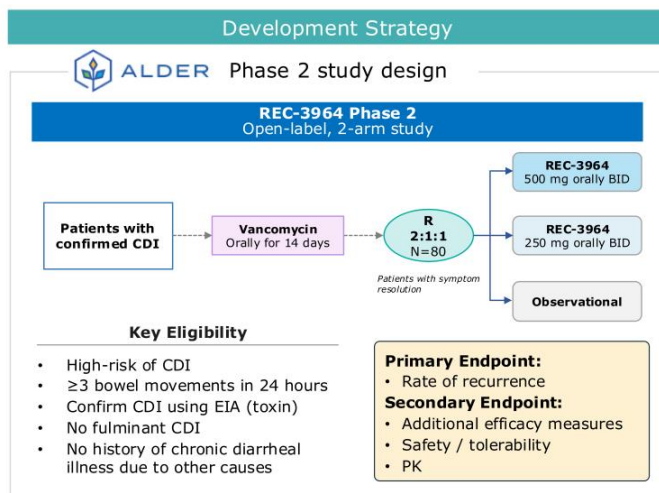 Development Strategy
ALDER Phase 2 study design
REC-3964 Phase 2
Open-label, 2-arm study
Patients with
confirmed CDI
Vancomycin
Orally for 14 days
R
2:1:1
N=80
Patients with symptom
resolution
REC-3964
500 mg orally BID
REC-3964
250 mg orally BID
Observational
Key Eligibility
• High-risk of CDI
• ≥3 bowel movements in 24 hours
• Confirm CDI using EIA (toxin)
• No fulminant CDI
• No history of chronic diarrheal
illness due to other causes
Primary Endpoint:
• Rate of recurrence
Secondary Endpoint:
• Additional efficacy measures
• Safety / tolerability
• PK